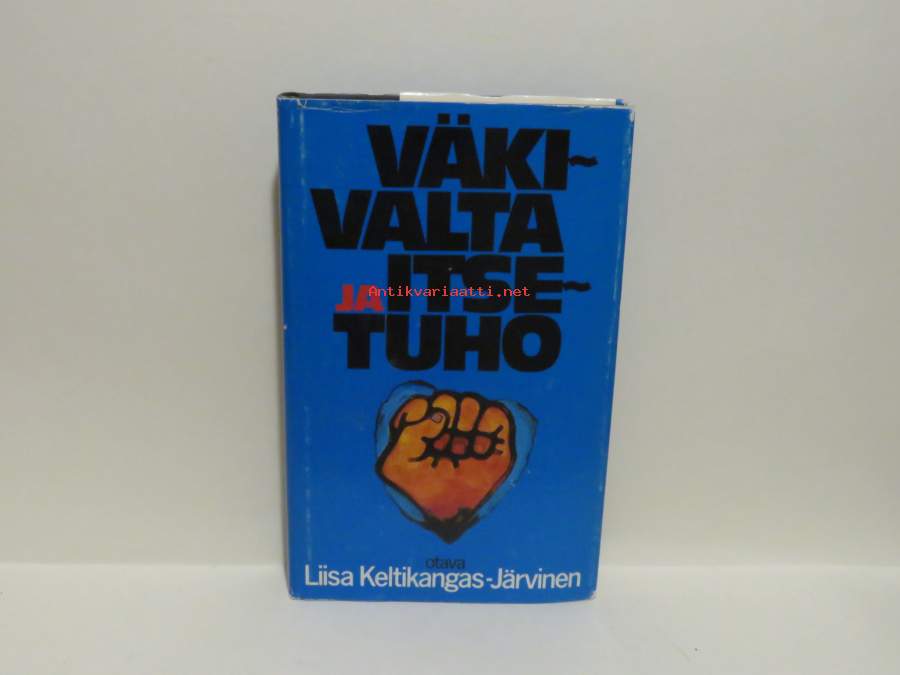 VÄKI-
VALTA
JA ITSE-
TUHO
Antikvariaatti.net
otava
Liisa Keltikangas-Järvinen